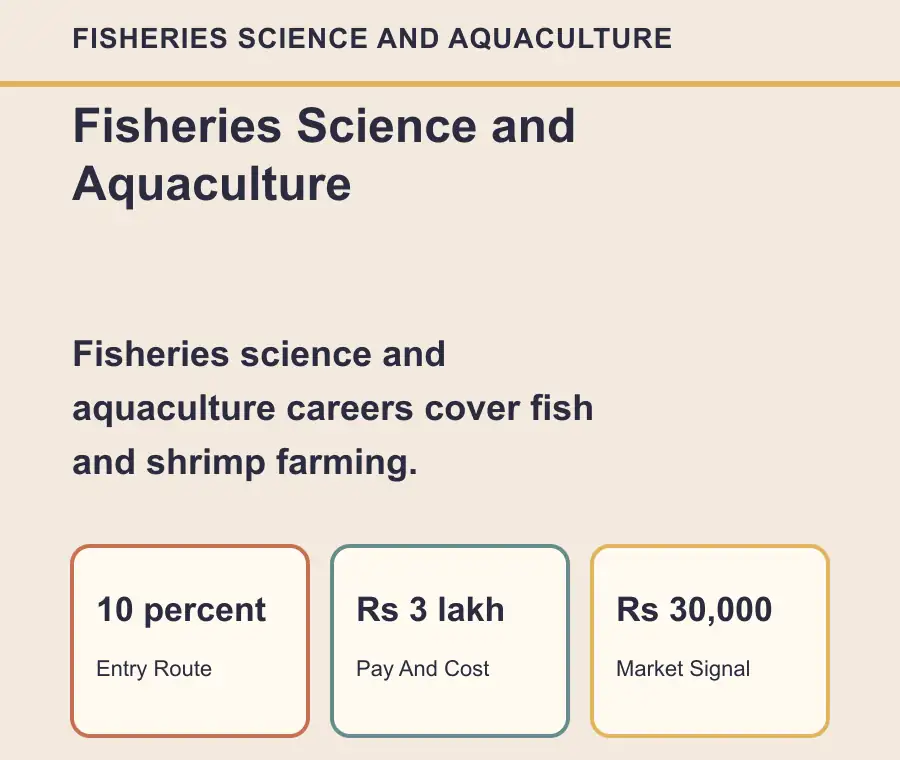 FISHERIES SCIENCE AND AQUACULTURE
Fisheries Science and
Aquaculture
Fisheries science and
aquaculture careers cover fish
and shrimp farming.
10 percent
Entry Route
Rs 3 lakh
Pay And Cost
Rs 30,000
Market Signal